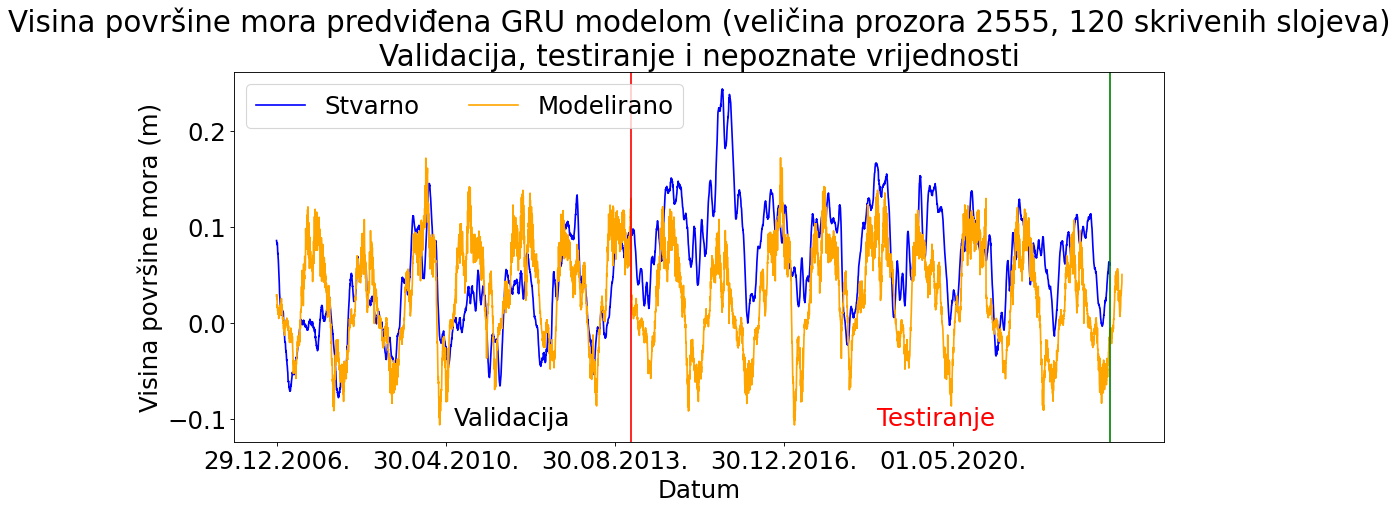 Visina površine mora predviđena GRU modelom (veličina prozora 2555, 120 skrivenih slojeva)
Validacija, testiranje i nepoznate vrijednosti
Stvarno
Modelirano
Visina površine mora (m)
0.2
0.1
0.0
−0.1
Validacija
Testiranje
29.12.2006.
30.04.2010.
30.08.2013.
30.12.2016.
01.05.2020.
Datum